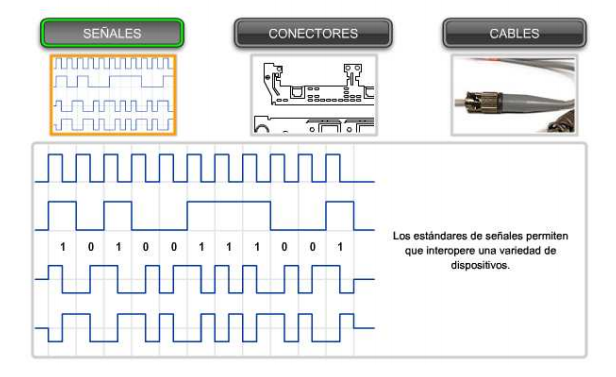 SEÑALES
CONECTORES
CABLES
1 0 1 0 0 1 1 1 0 0 1
Los estándares de señales permiten
que interopere una variedad de
dispositivos.